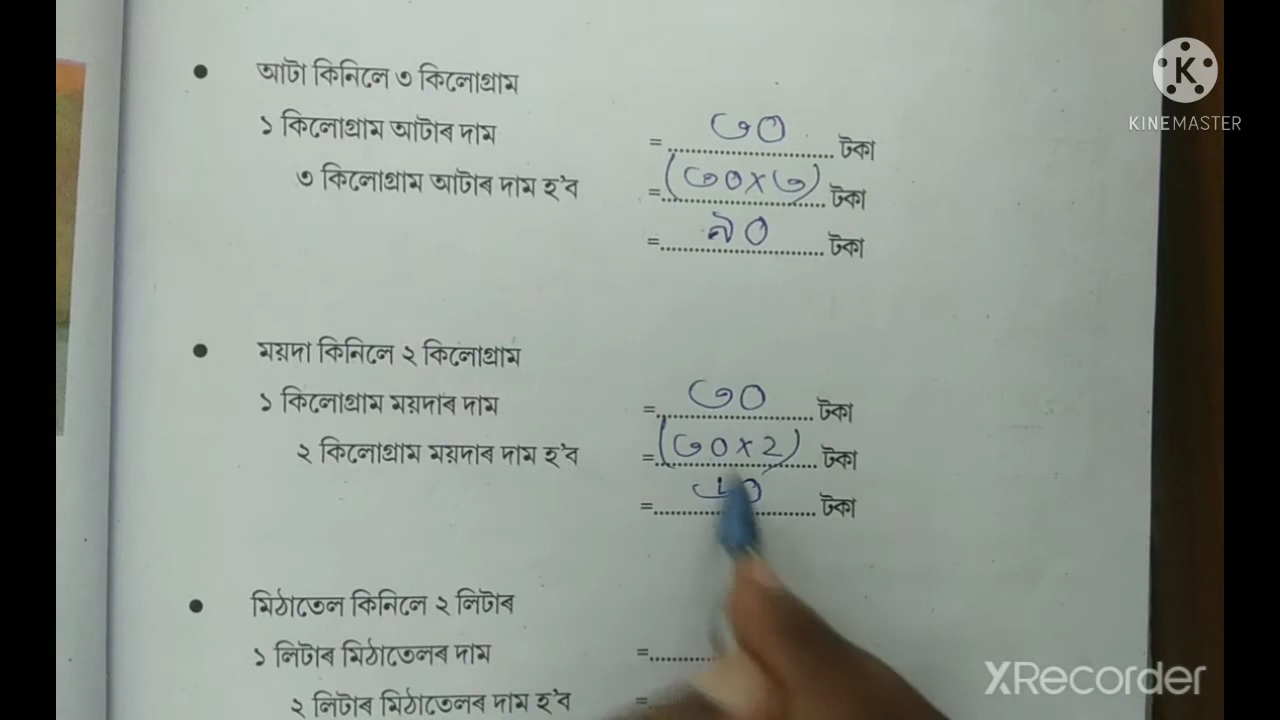 • আটা কিনিলে ৩ কিলোগ্ৰাম
১ কিলোগ্ৰাম আটাৰ দাম =.............. ৩০ .............. টকা
৩ কিলোগ্ৰাম আটাৰ দাম হ'ব =.............. (৩০×৩) .............. টকা
=.............. ৯০ .............. টকা
• ময়দা কিনিলে ২ কিলোগ্ৰাম
১ কিলোগ্ৰাম ময়দাৰ দাম =.............. ৩০ .............. টকা
২ কিলোগ্ৰাম ময়দাৰ দাম হ'ব =.............. (৩০×2) .............. টকা
=.............. ৬০ .............. টকা
• মিঠাতেল কিনিলে ২ লিটাৰ
১ লিটাৰ মিঠাতেলৰ দাম =..........
২ লিটাৰ মিঠাতেলৰ দাম হ'ব =
K
KINEMASTER
XRecorder